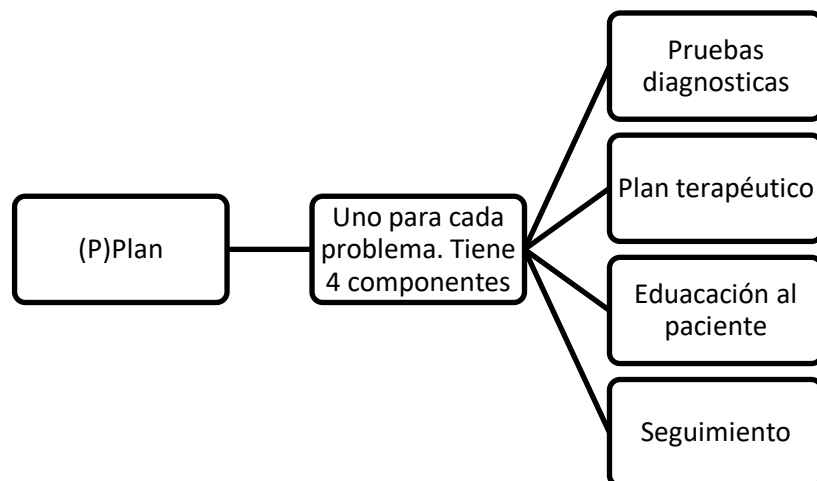 (P)Plan
Uno para cada
problema. Tiene
4 componentes
Pruebas
diagnosticas
Plan terapéutico
Eduacación al
paciente
Seguimiento